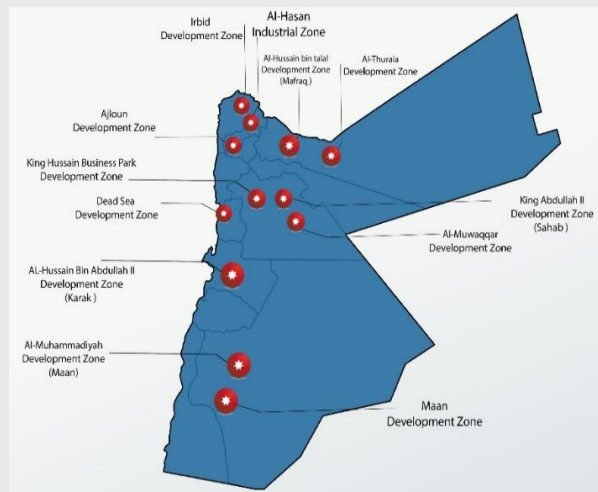 Irbid
Development Zone
Al-Hasan
Industrial Zone
Al-Hussain bin talal
Development Zone
(Mafraq )
Al-Thuraia
Development Zone
Ajloun
Development Zone
King Hussain Business Park
Development Zone
Dead Sea
Development Zone
King Abdullah II
Development Zone
(Sahab )
Al-Muwaqqar
Development Zone
AL-Hussain Bin Abdullah II
Development Zone
(Karak )
Al-Muhammadiyah
Development Zone
(Maan)
Maan
Development Zone